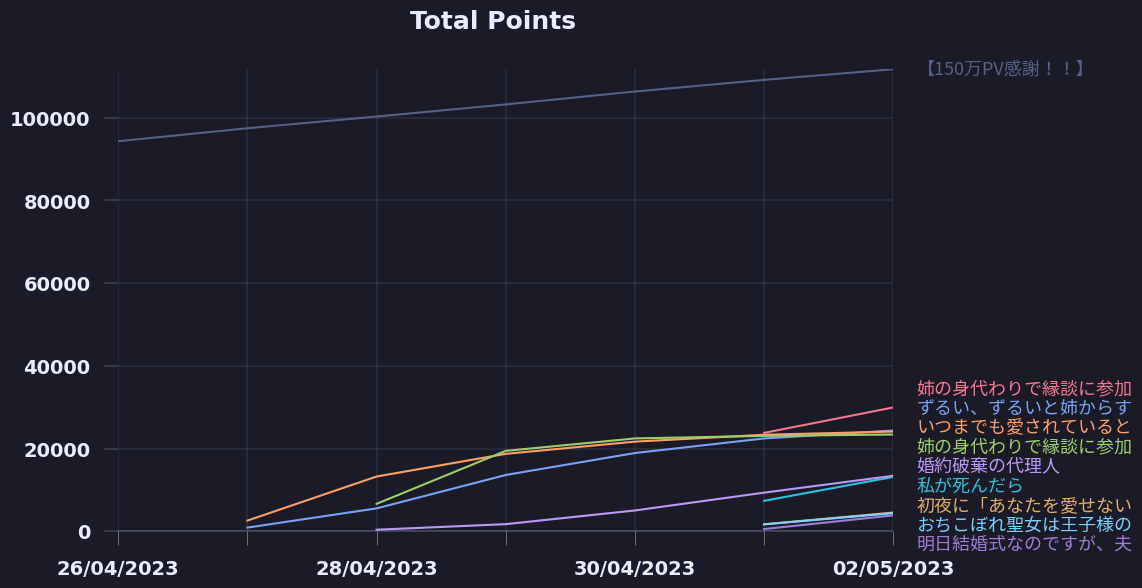 Total Points
【150万PV感謝！！】
100000
80000
60000
40000
20000
0
姉の身代わりで縁談に参加
ずるい、ずるいと姉からす
いつまでも愛されていると
姉の身代わりで縁談に参加
婚約破棄の代理人
私が死んだら
初夜に「あなたを愛せない
おちこぼれ聖女は王子様の
明日結婚式なのですが、夫
26/04/2023
28/04/2023
30/04/2023
02/05/2023